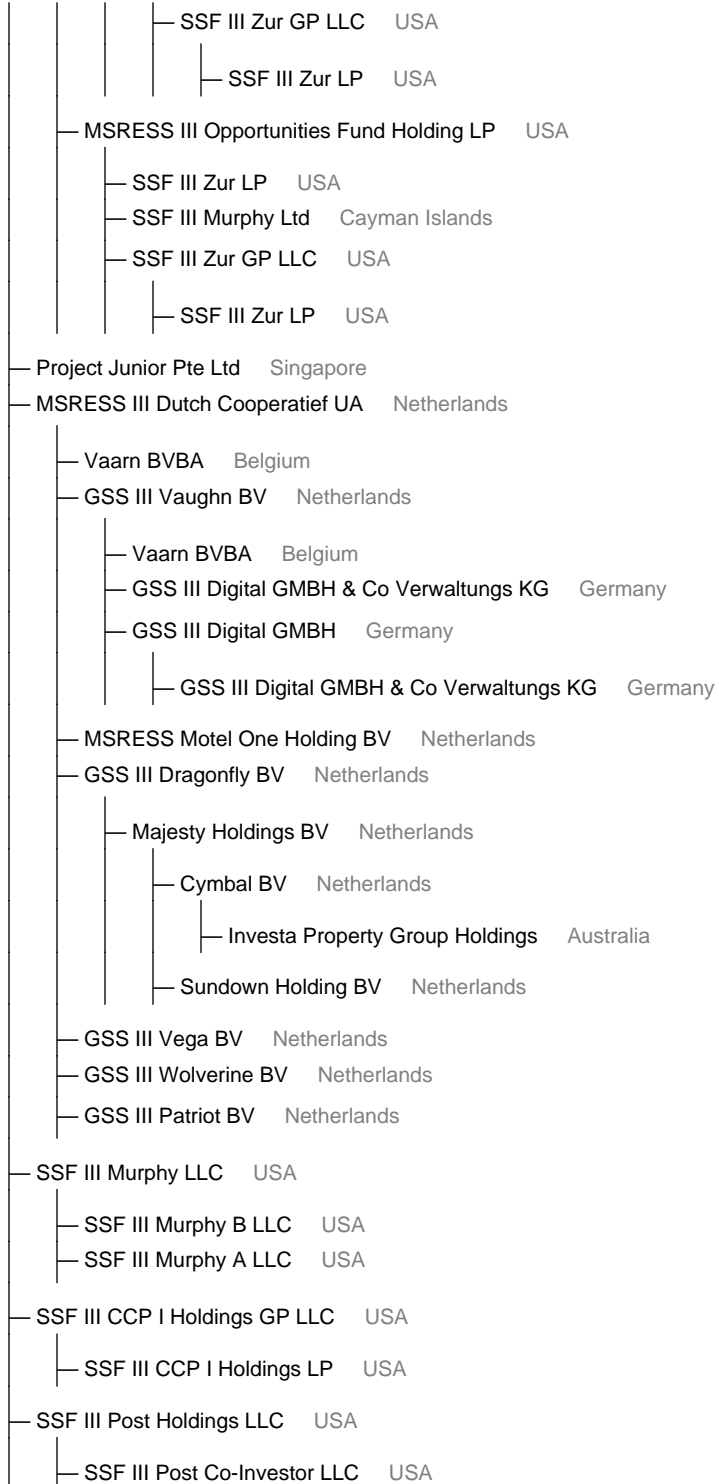 SSF III Zur GP LLC USA
SSF III Zur LP USA
MSRESS III Opportunities Fund Holding LP USA
SSF III Zur LP USA
SSF III Murphy Ltd Cayman Islands
SSF III Zur GP LLC USA
SSF III Zur LP USA
Project Junior Pte Ltd Singapore
MSRESS III Dutch Cooperatief UA Netherlands
Vaarn BVBA Belgium
GSS III Vaughn BV Netherlands
Vaarn BVBA Belgium
GSS III Digital GMBH & Co Verwaltungs KG Germany
GSS III Digital GMBH Germany
GSS III Digital GMBH & Co Verwaltungs KG Germany
MSRESS Motel One Holding BV Netherlands
GSS III Dragonfly BV Netherlands
Majesty Holdings BV Netherlands
Cymbal BV Netherlands
Investa Property Group Holdings Australia
Sundown Holding BV Netherlands
GSS III Vega BV Netherlands
GSS III Wolverine BV Netherlands
GSS III Patriot BV Netherlands
SSF III Murphy LLC USA
SSF III Murphy B LLC USA
SSF III Murphy A LLC USA
SSF III CCP I Holdings GP LLC USA
SSF III CCP I Holdings LP USA
SSF III Post Holdings LLC USA
SSF III Post Co-Investor LLC USA